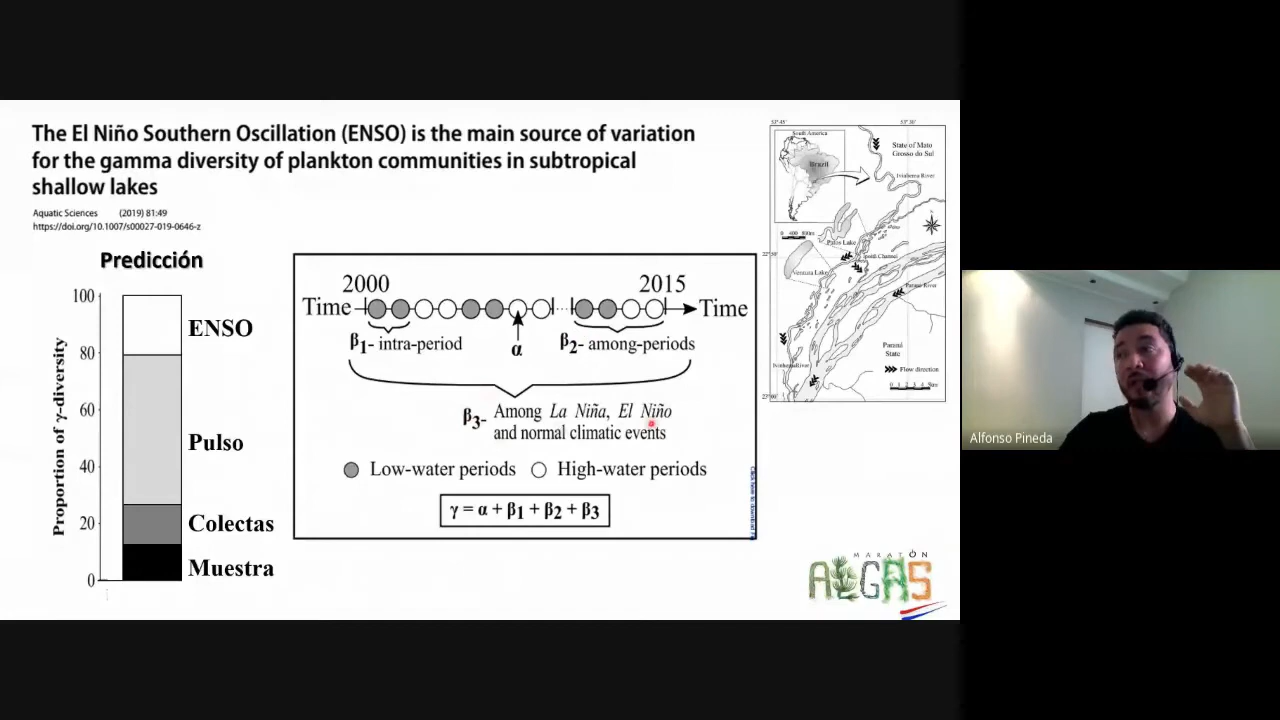 The El Niño Southern Oscillation (ENSO) is the main source of variation
for the gamma diversity of plankton communities in subtropical
shallow lakes
Aquatic Sciences (2019) 81:49
https://doi.org/10.1007/s00027-019-0646-z
Predicción
Proportion of γ-diversity
100
80
60
40
20
0
ENSO
Pulso
Colectas
Muestra
2000
2015
Time
Time
β1- intra-period
α
β2- among-periods
β3- Among La Niña, El Niño
and normal climatic events
Low-water periods
High-water periods
γ = α + β1 + β2 + β3
South America
Brazil
State of Mato
Grosso do Sul
Ivinhema River
Patos Lake
Ventura Lake
Ipoitã Channel
Paraná River
Paraná
State
Flow direction
MARATÓN
ALGAS
Alfonso Pineda